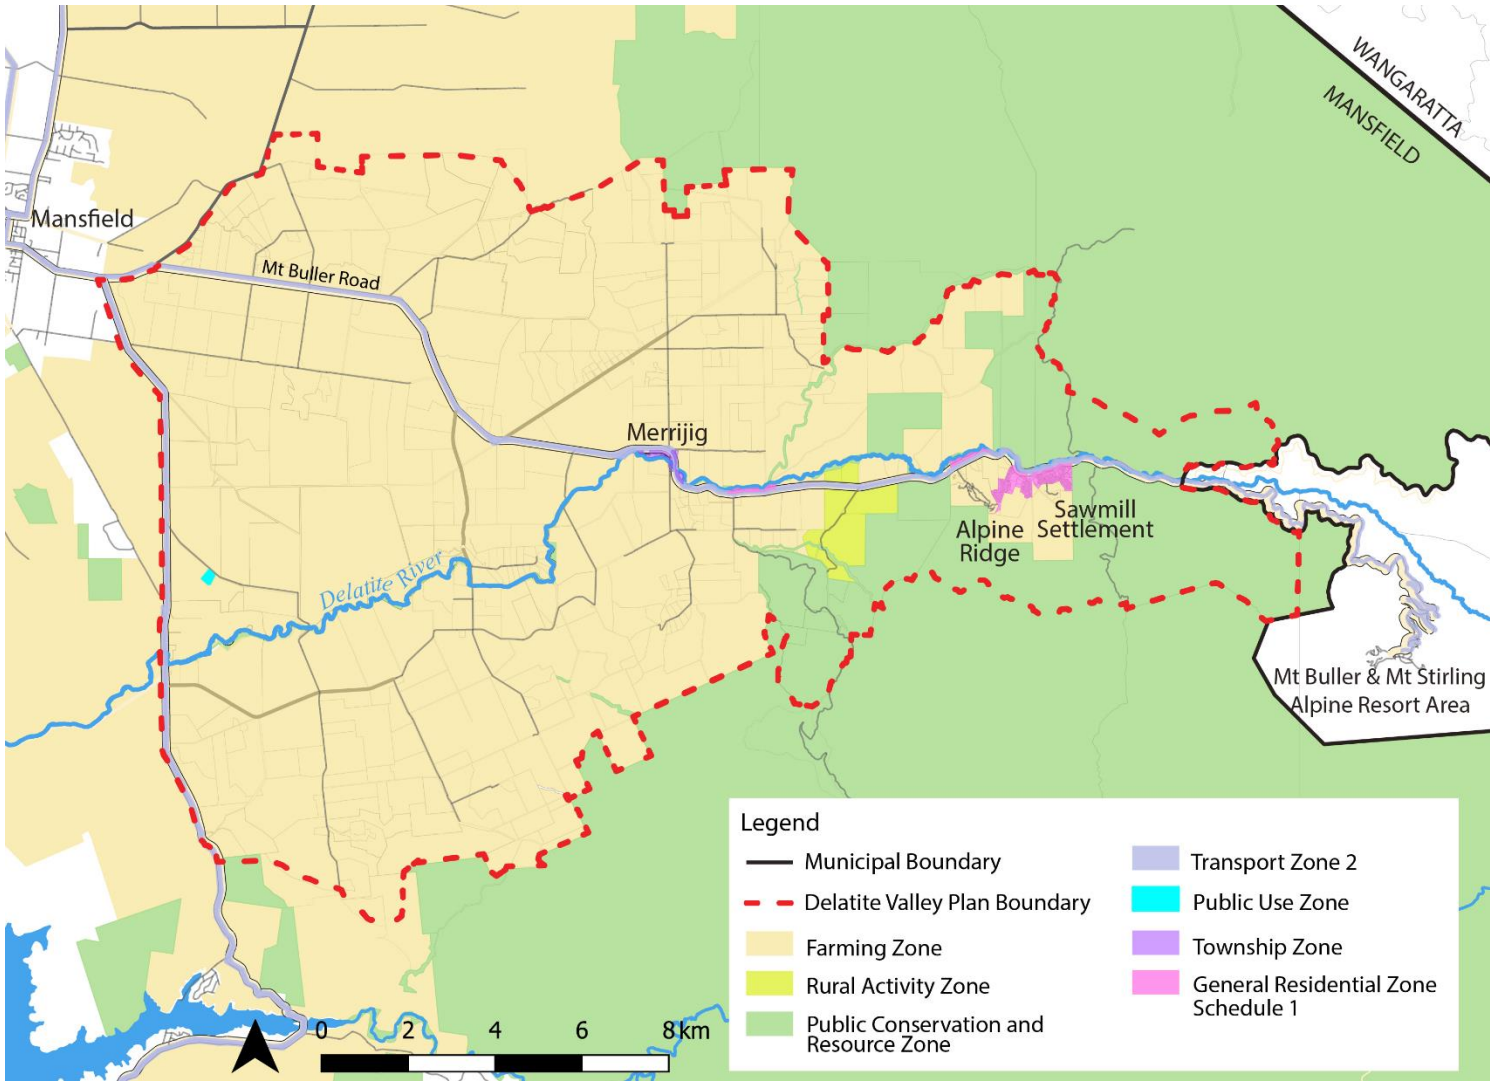 WANGARATTA
MANSFIELD
Mansfield
Mt Buller Road
Merrijig
Alpine
Ridge
Sawmill
Settlement
Delatite River
Mt Buller & Mt Stirling
Alpine Resort Area
Legend
Municipal Boundary
Delatite Valley Plan Boundary
Farming Zone
Rural Activity Zone
Public Conservation and
Resource Zone
Transport Zone 2
Public Use Zone
Township Zone
General Residential Zone
Schedule 1
0 2 4 6 8 km